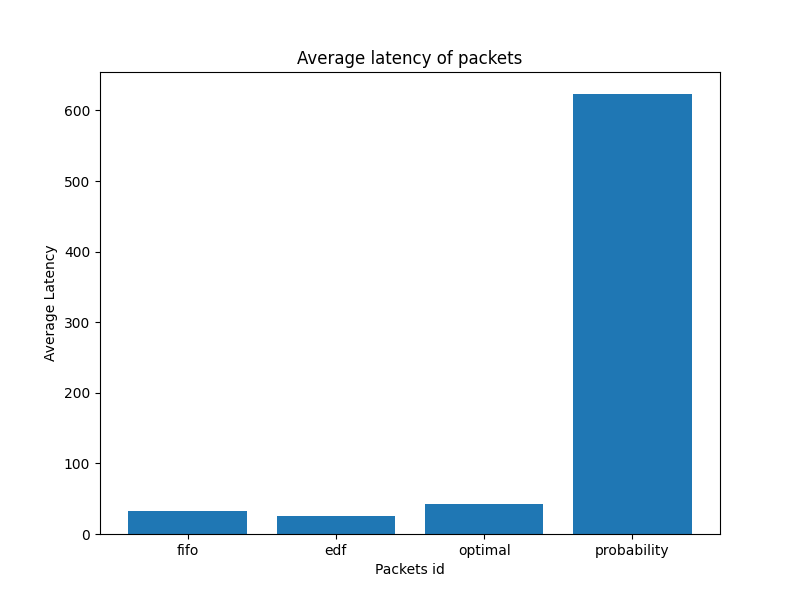 Average latency of packets
Average Latency
600
500
400
300
200
100
0
fifo edf optimal probability
Packets id